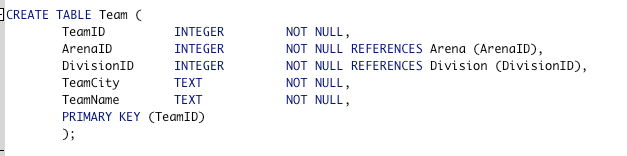 CREATE TABLE Team (
TeamID INTEGER NOT NULL,
ArenaID INTEGER NOT NULL REFERENCES Arena (ArenaID),
DivisionID INTEGER NOT NULL REFERENCES Division (DivisionID),
TeamCity TEXT NOT NULL,
TeamName TEXT NOT NULL,
PRIMARY KEY (TeamID)
);